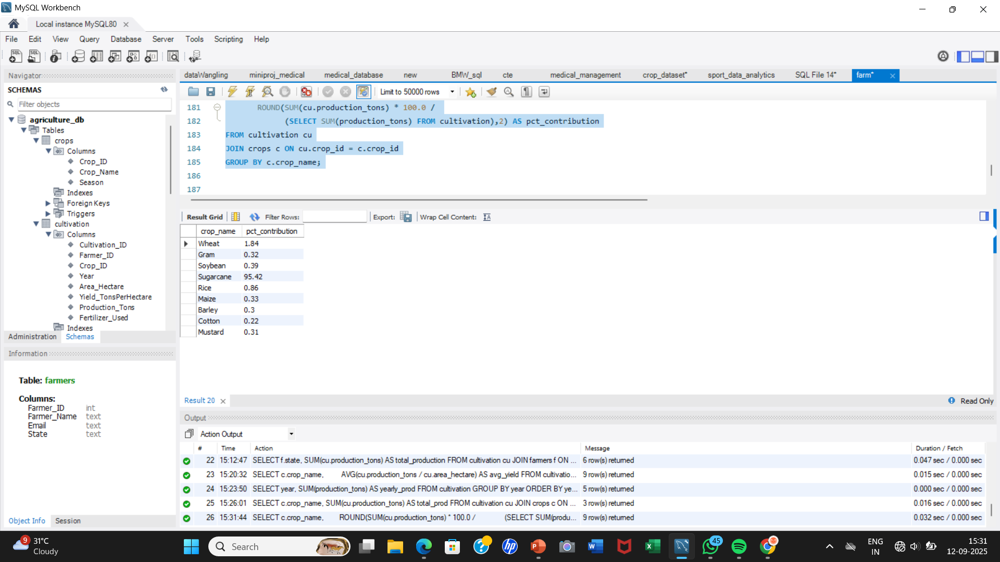 MySQL Workbench
Local instance MySQL80
File Edit View Query Database Server Tools Scripting Help
Navigator
SCHEMAS
Filter objects
agriculture_db
Tables
crops
Columns
Crop_ID
Crop_Name
Season
Indexes
Foreign Keys
Triggers
cultivation
Columns
Cultivation_ID
Farmer_ID
Crop_ID
Year
Area_Hectare
Yield_TonsPerHectare
Production_Tons
Fertilizer_Used
Indexes
Administration Schemas
Information
Table: farmers
Columns:
Farmer_ID int
Farmer_Name text
Email text
State text
Object Info Session
dataWangling miniproj_medical medical_database new BMW_sql cte medical_management crop_dataset* sport_data_analytics SQL File 14* farm*
Limit to 50000 rows
181 ROUND(SUM(cu.production_tons) * 100.0 /
182 (SELECT SUM(production_tons) FROM cultivation),2) AS pct_contribution
183 FROM cultivation cu
184 JOIN crops c ON cu.crop_id = c.crop_id
185 GROUP BY c.crop_name;
186
187
Result Grid Filter Rows: Export: Wrap Cell Content:
crop_name pct_contribution
Wheat 1.84
Gram 0.32
Soybean 0.39
Sugarcane 95.42
Rice 0.86
Maize 0.33
Barley 0.3
Cotton 0.22
Mustard 0.31
Result 20
Read Only
Output
Action Output
# Time Action Message Duration / Fetch
22 15:12:47 SELECT f.state, SUM(cu.production_tons) AS total_production FROM cultivation cu JOIN farmers f ON ... 6 row(s) returned 0.047 sec / 0.000 sec
23 15:20:32 SELECT c.crop_name, AVG(cu.production_tons / cu.area_hectare) AS avg_yield FROM cultivatio... 9 row(s) returned 0.015 sec / 0.000 sec
24 15:23:50 SELECT year, SUM(production_tons) AS yearly_prod FROM cultivation GROUP BY year ORDER BY ye... 5 row(s) returned 0.000 sec / 0.000 sec
25 15:26:01 SELECT c.crop_name, SUM(cu.production_tons) AS total_prod FROM cultivation cu JOIN crops c ON ... 3 row(s) returned 0.016 sec / 0.000 sec
26 15:31:44 SELECT c.crop_name, ROUND(SUM(cu.production_tons) * 100.0 / (SELECT SUM(produ... 9 row(s) returned 0.032 sec / 0.000 sec
9
31°C
Cloudy
Search
45
ENG
IN
15:31
12-09-2025